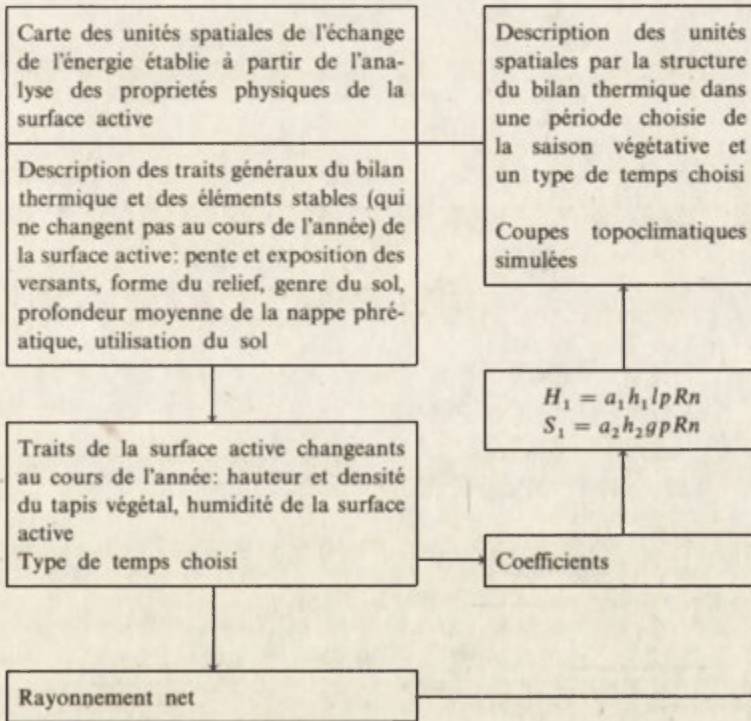 Carte des unités spatiales de l'échange
de l'énergie établie à partir de l'ana-
lyse des proprietés physiques de la
surface active
Description des traits généraux du bilan
thermique et des éléments stables (qui
ne changent pas au cours de l'année) de
la surface active: pente et exposition des
versants, forme du relief, genre du sol,
profondeur moyenne de la nappe phré-
atique, utilisation du sol
Traits de la surface active changeants
au cours de l'année: hauteur et densité
du tapis végétal, humidité de la surface
active
Type de temps choisi
Rayonnement net
Description des unités
spatiales par la structure
du bilan thermique dans
une période choisie de
la saison végétative et
un type de temps choisi
Coupes topoclimatiques
simulées
H₁ = a₁h₁lpRn
S₁ = a₂h₂gpRn
Coefficients